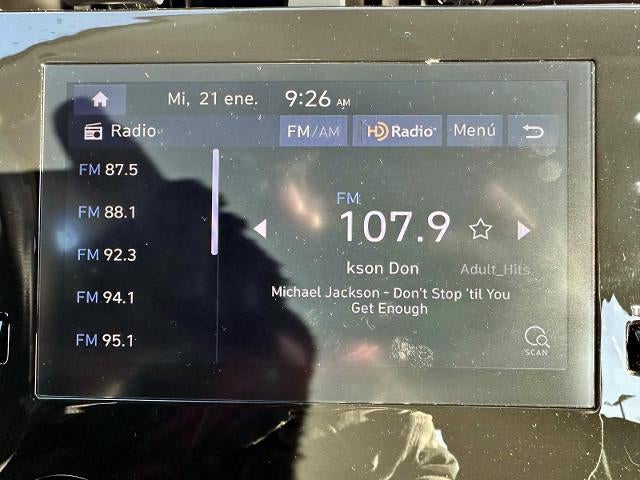 Mi, 21 ene. 9:26 AM
Radio FM/AM HD Radio Menú
FM 87.5
FM 88.1
FM 92.3
FM 94.1
FM 95.1
FM
107.9
kson Don Adult_Hits
Michael Jackson - Don't Stop 'til You
Get Enough
SCAN